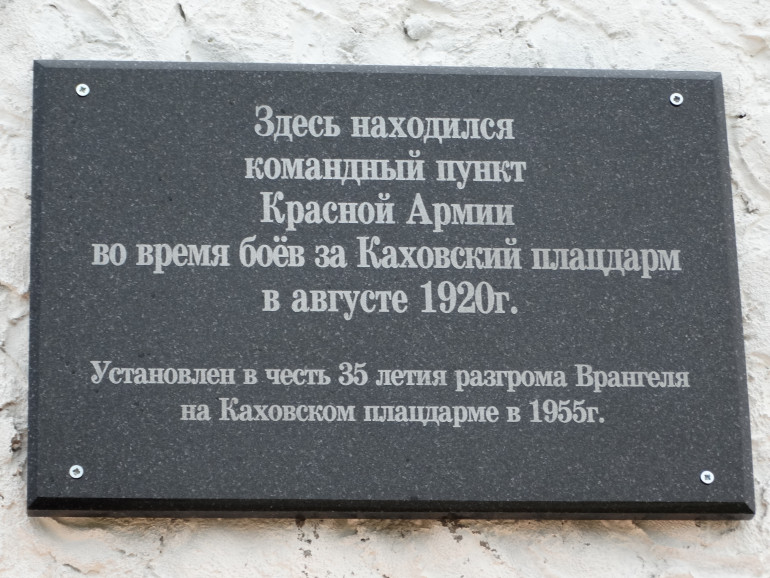 Здесь находился
командный пункт
Красной Армии
во время боёв за Каховский плацдарм
в августе 1920г.
Установлен в честь 35 летия разгрома Врангеля
на Каховском плацдарме в 1955г.